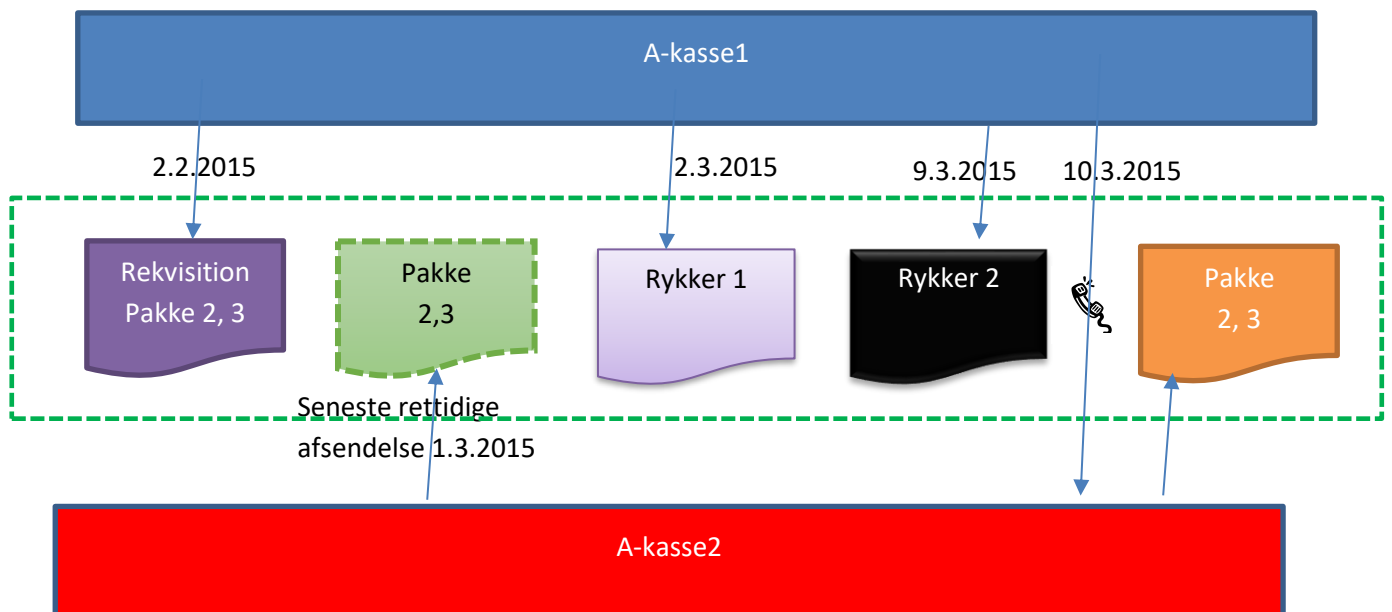 A-kasse1
2.2.2015
2.3.2015
9.3.2015
10.3.2015
Rekvisition
Pakke 2, 3
Pakke
2,3
Rykker 1
Rykker 2
Pakke
2, 3
Seneste rettidige
afsendelse 1.3.2015
A-kasse2